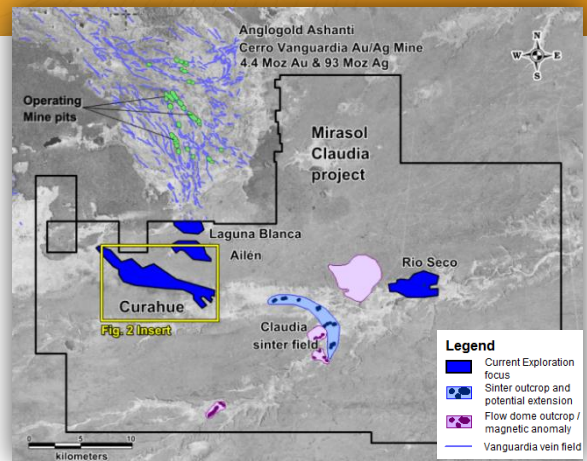 Anglogold Ashanti
Cerro Vanguardia Au/Ag Mine
4.4 Moz Au & 93 Moz Ag
N
W
E
S
Operating
Mine pits
Mirasol
Claudia
project
Laguna Blanca
Ailén
Rio Seco
Curahue
Fig. 2 Insert
Claudia
sinter field
Legend
Current Exploration
focus
Sinter outcrop and
potential extension
Flow dome outcrop /
magnetic anomaly
Vanguardia vein field
0 5 10
kilometers